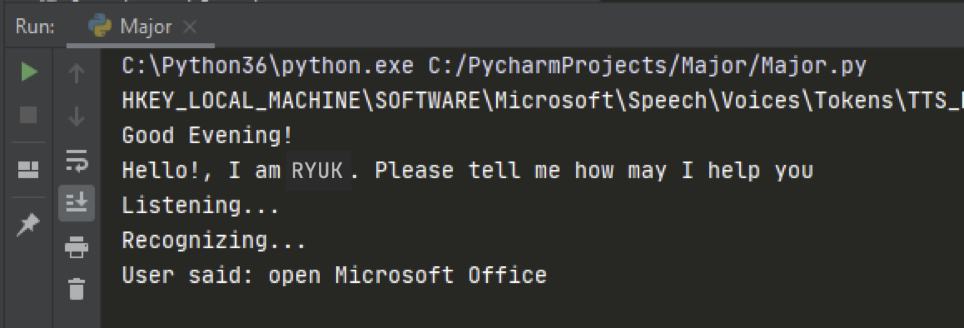 Run: Major
C:\Python36\python.exe C:/PycharmProjects/Major/Major.py
HKEY_LOCAL_MACHINE\SOFTWARE\Microsoft\Speech\Voices\Tokens\TTS_
Good Evening!
Hello!, I am RYUK. Please tell me how may I help you
Listening...
Recognizing...
User said: open Microsoft Office